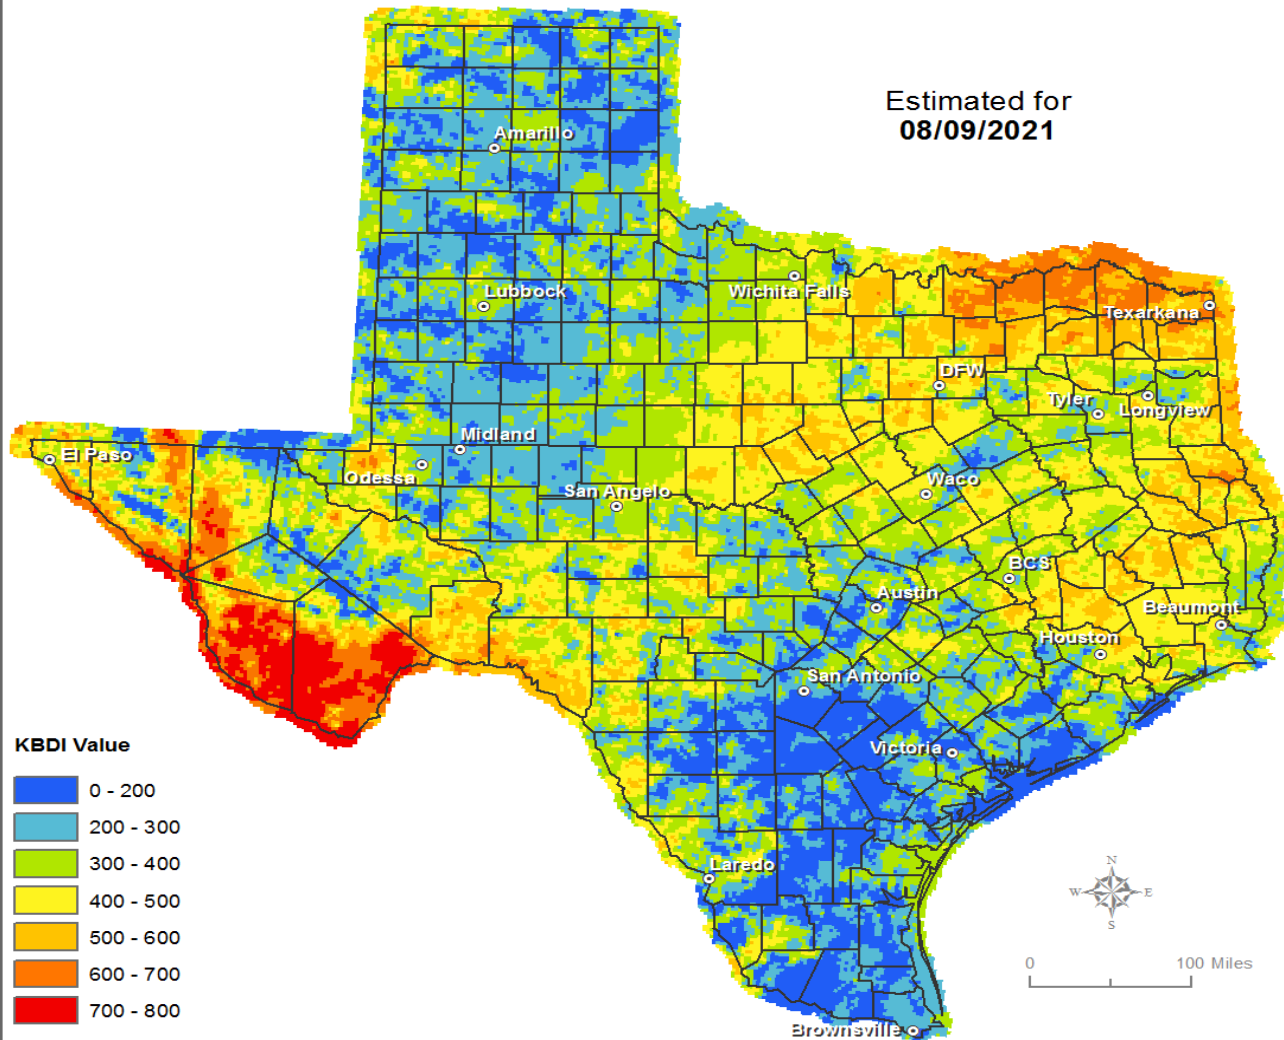 Estimated for
08/09/2021
Amarillo
Lubbock
Wichita Falls
Texarkana
DFW
Tyler
Longview
Midland
El Paso
Odessa
San Angelo
Waco
BCS
Austin
Beaumont
Houston
San Antonio
Victoria
Laredo
Brownsville
KBDI Value
0 - 200
200 - 300
300 - 400
400 - 500
500 - 600
600 - 700
700 - 800
N
W E
S
0 100 Miles